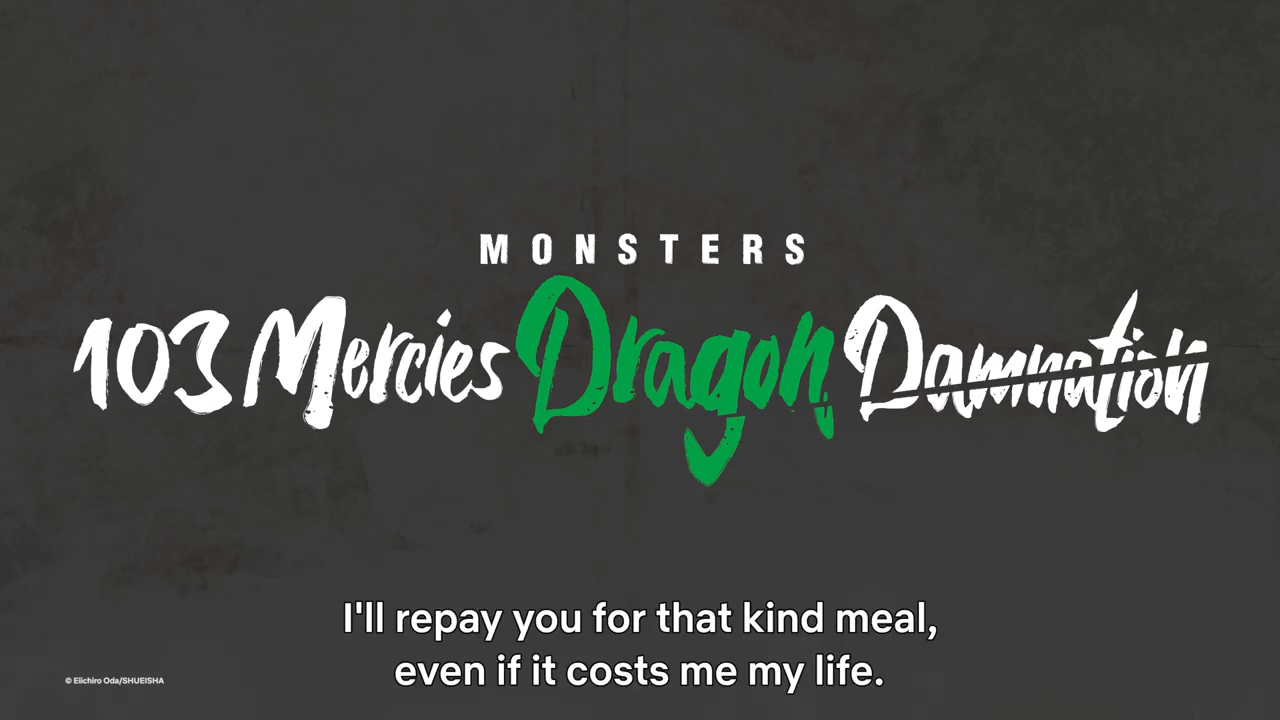 MONSTERS
103 Mercies Dragon Damnation
I'll repay you for that kind meal,
even if it costs me my life.
© Eiichiro Oda/SHUEISHA